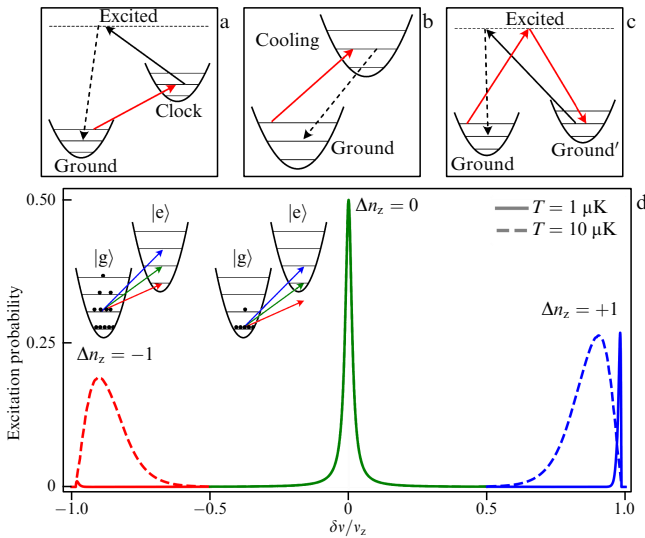 Excited
a
Clock
Ground
b
Cooling
Ground
Excited
c
Ground
Ground′
d
Δn_z = 0
T = 1 μK
T = 10 μK
|e⟩
|e⟩
|g⟩
|g⟩
Δn_z = −1
Δn_z = +1
Excitation probability
0.50
0.25
0
−1.0
−0.5
0
0.5
1.0
δν/ν_z